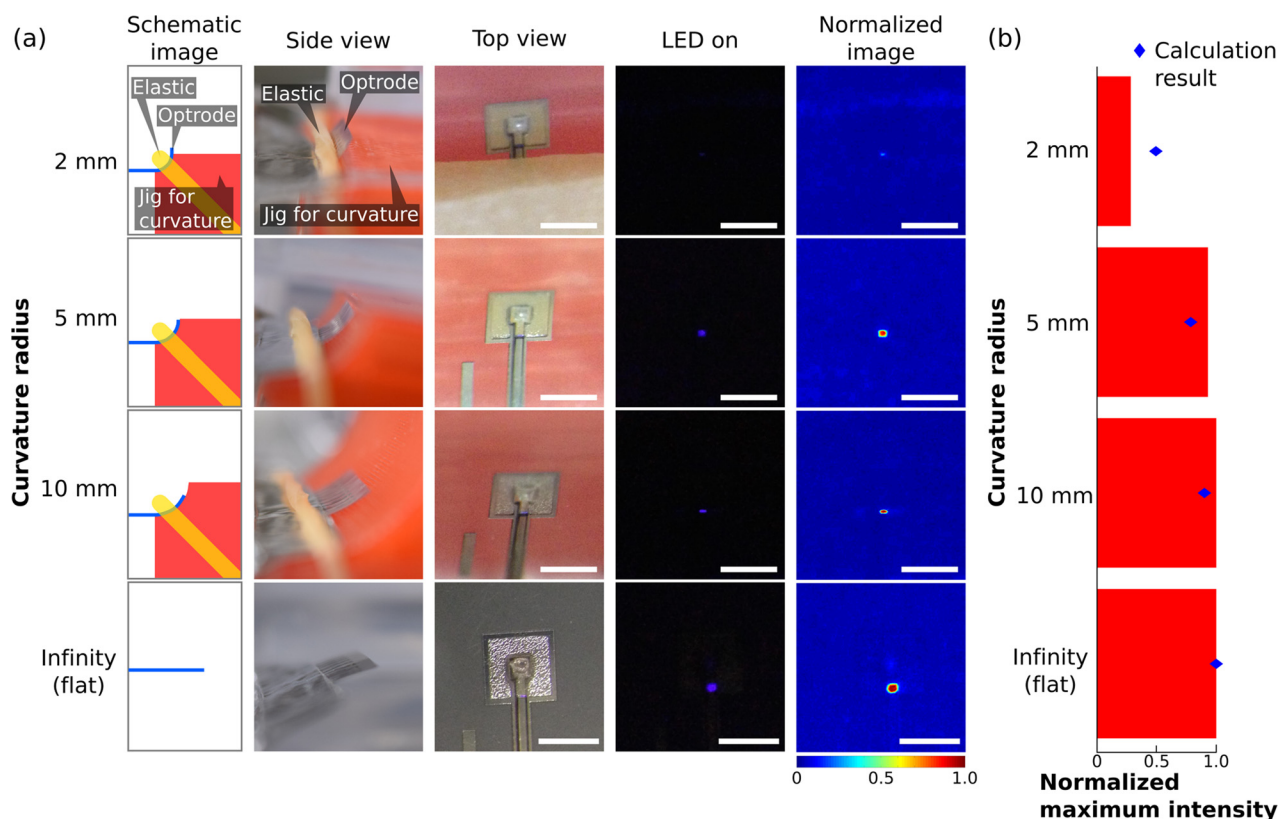 (a)
Schematic
image
Side view
Top view
LED on
Normalized
image
Curvature radius
2 mm
Elastic
Optrode
Jig for
curvature
Elastic
Optrode
Jig for curvature
5 mm
10 mm
Infinity
(flat)
0
0.5
1.0
(b)
Calculation
result
Curvature radius
2 mm
5 mm
10 mm
Infinity
(flat)
0
0.5
1.0
Normalized
maximum intensity